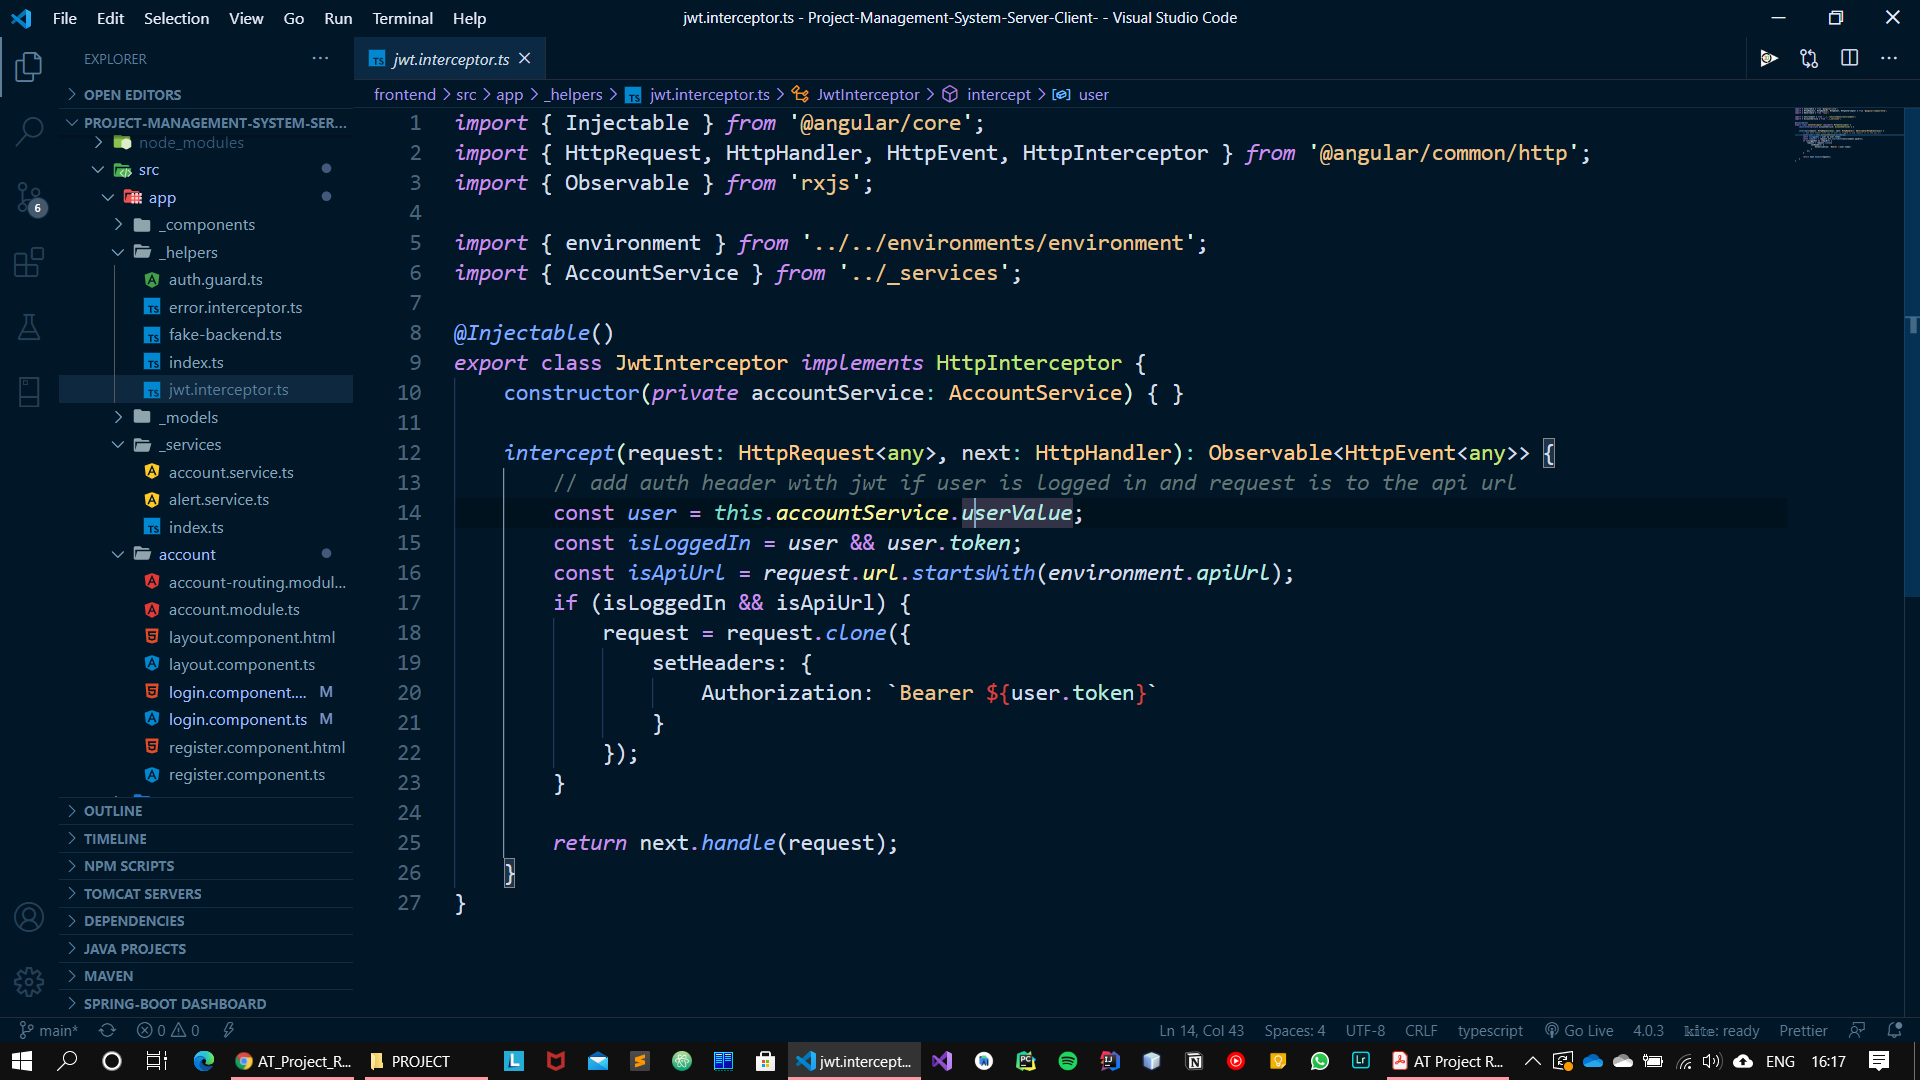 File Edit Selection View Go Run Terminal Help
jwt.interceptor.ts - Project-Management-System-Server-Client- - Visual Studio Code
EXPLORER
OPEN EDITORS
PROJECT-MANAGEMENT-SYSTEM-SER...
node_modules
src
app
_components
_helpers
auth.guard.ts
error.interceptor.ts
fake-backend.ts
index.ts
jwt.interceptor.ts
_models
_services
account.service.ts
alert.service.ts
index.ts
account
account-routing.modul...
account.module.ts
layout.component.html
layout.component.ts
login.component.... M
login.component.ts M
register.component.html
register.component.ts
OUTLINE
TIMELINE
NPM SCRIPTS
TOMCAT SERVERS
DEPENDENCIES
JAVA PROJECTS
MAVEN
SPRING-BOOT DASHBOARD
6
jwt.interceptor.ts
frontend > src > app > _helpers > jwt.interceptor.ts > JwtInterceptor > intercept > user
1 import { Injectable } from '@angular/core';
2 import { HttpRequest, HttpHandler, HttpEvent, HttpInterceptor } from '@angular/common/http';
3 import { Observable } from 'rxjs';
4
5 import { environment } from '../../environments/environment';
6 import { AccountService } from '../_services';
7
8 @Injectable()
9 export class JwtInterceptor implements HttpInterceptor {
10 constructor(private accountService: AccountService) { }
11
12 intercept(request: HttpRequest<any>, next: HttpHandler): Observable<HttpEvent<any>> {
13 // add auth header with jwt if user is logged in and request is to the api url
14 const user = this.accountService.userValue;
15 const isLoggedIn = user && user.token;
16 const isApiUrl = request.url.startsWith(environment.apiUrl);
17 if (isLoggedIn && isApiUrl) {
18 request = request.clone({
19 setHeaders: {
20 Authorization: `Bearer ${user.token}`
21 }
22 });
23 }
24
25 return next.handle(request);
26 }
27 }
main* 0 0 Ln 14, Col 43 Spaces: 4 UTF-8 CRLF typescript Go Live 4.0.3 kite: ready Prettier
AT_Project_R... PROJECT jwt.intercept... AT Project R... ENG 16:17